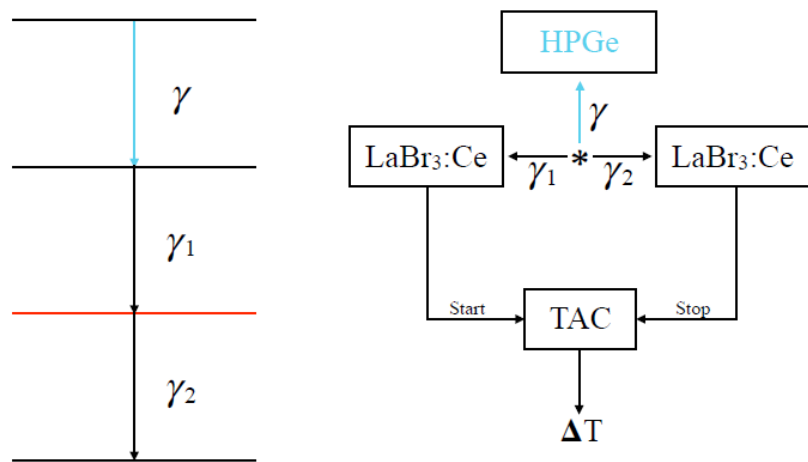 γ
γ1
γ2
HPGe
γ
LaBr₃:Ce
γ1 * γ2
LaBr₃:Ce
Start
TAC
Stop
ΔT